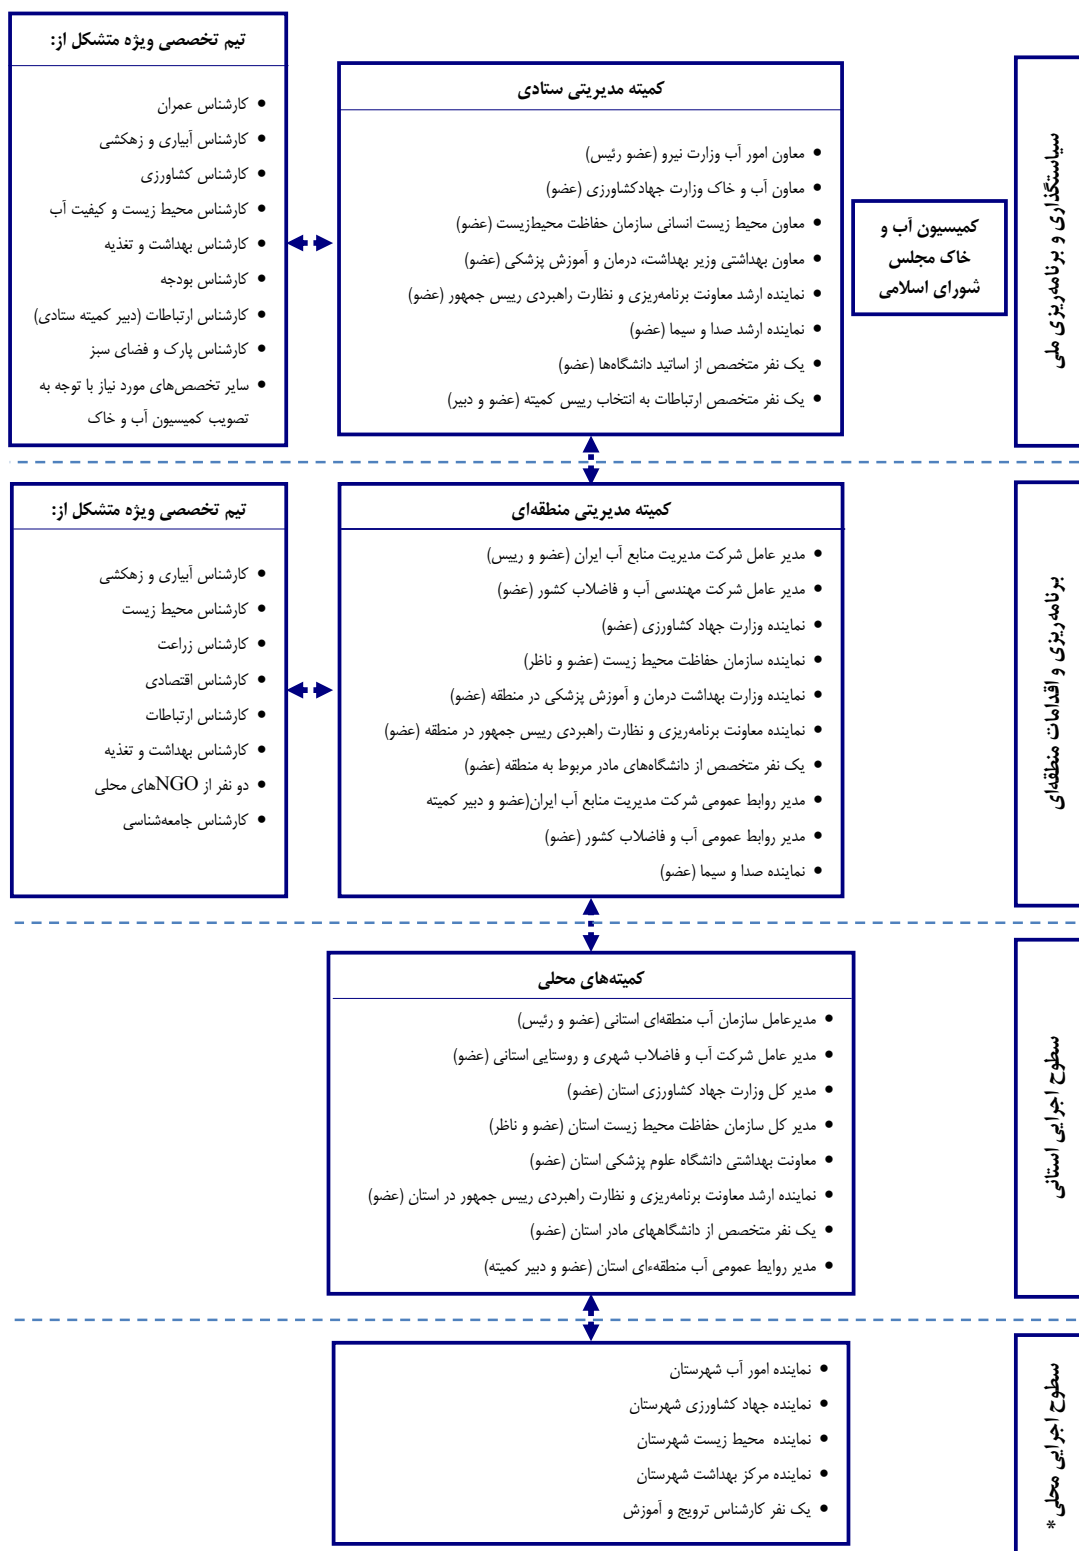 سیاستگذاری و برنامه‌ریزی ملی
کمیسیون آب و
خاک مجلس
شورای اسلامی
کمیته مدیریتی ستادی
• معاون امور آب وزارت نیرو (عضو رئیس)
• معاون آب و خاک وزارت جهادکشاورزی (عضو)
• معاون محیط زیست انسانی سازمان حفاظت محیط‌زیست (عضو)
• معاون بهداشتی وزیر بهداشت، درمان و آموزش پزشکی (عضو)
• نماینده ارشد معاونت برنامه‌ریزی و نظارت راهبردی رییس جمهور (عضو)
• نماینده ارشد صدا و سیما (عضو)
• یک نفر متخصص از اساتید دانشگاه‌ها (عضو)
• یک نفر متخصص ارتباطات به انتخاب رییس کمیته (عضو و دبیر)
تیم تخصصی ویژه متشکل از:
• کارشناس عمران
• کارشناس آبیاری و زهکشی
• کارشناس کشاورزی
• کارشناس محیط زیست و کیفیت آب
• کارشناس بهداشت و تغذیه
• کارشناس بودجه
• کارشناس ارتباطات (دبیر کمیته ستادی)
• کارشناس پارک و فضای سبز
• سایر تخصص‌های مورد نیاز با توجه به
تصویب کمیسیون آب و خاک
برنامه‌ریزی و اقدامات منطقه‌ای
کمیته مدیریتی منطقه‌ای
• مدیر عامل شرکت مدیریت منابع آب ایران (عضو و رییس)
• مدیر عامل شرکت مهندسی آب و فاضلاب کشور (عضو)
• نماینده وزارت جهاد کشاورزی (عضو)
• نماینده سازمان حفاظت محیط زیست (عضو و ناظر)
• نماینده وزارت بهداشت درمان و آموزش پزشکی در منطقه (عضو)
• نماینده معاونت برنامه‌ریزی و نظارت راهبردی رییس جمهور در منطقه (عضو)
• یک نفر متخصص از دانشگاه‌های مادر مربوط به منطقه (عضو)
• مدیر روابط عمومی شرکت مدیریت منابع آب ایران(عضو و دبیر کمیته
• مدیر روابط عمومی آب و فاضلاب کشور (عضو)
• نماینده صدا و سیما (عضو)
تیم تخصصی ویژه متشکل از:
• کارشناس آبیاری و زهکشی
• کارشناس محیط زیست
• کارشناس زراعت
• کارشناس اقتصادی
• کارشناس ارتباطات
• کارشناس بهداشت و تغذیه
• دو نفر از NGOهای محلی
• کارشناس جامعه‌شناسی
سطوح اجرایی استانی
کمیته‌های محلی
• مدیرعامل سازمان آب منطقه‌ای استانی (عضو و رئیس)
• مدیر عامل شرکت آب و فاضلاب شهری و روستایی استانی (عضو)
• مدیر کل وزارت جهاد کشاورزی استان (عضو)
• مدیر کل سازمان حفاظت محیط زیست استان (عضو و ناظر)
• معاونت بهداشتی دانشگاه علوم پزشکی استان (عضو)
• نماینده ارشد معاونت برنامه‌ریزی و نظارت راهبردی رییس جمهور در استان (عضو)
• یک نفر متخصص از دانشگاههای مادر استان (عضو)
• مدیر روابط عمومی آب منطقه‌ءای استان (عضو و دبیر کمیته)
سطوح اجرایی محلی *
• نماینده امور آب شهرستان
• نماینده جهاد کشاورزی شهرستان
• نماینده محیط زیست شهرستان
• نماینده مرکز بهداشت شهرستان
• یک نفر کارشناس ترویج و آموزش